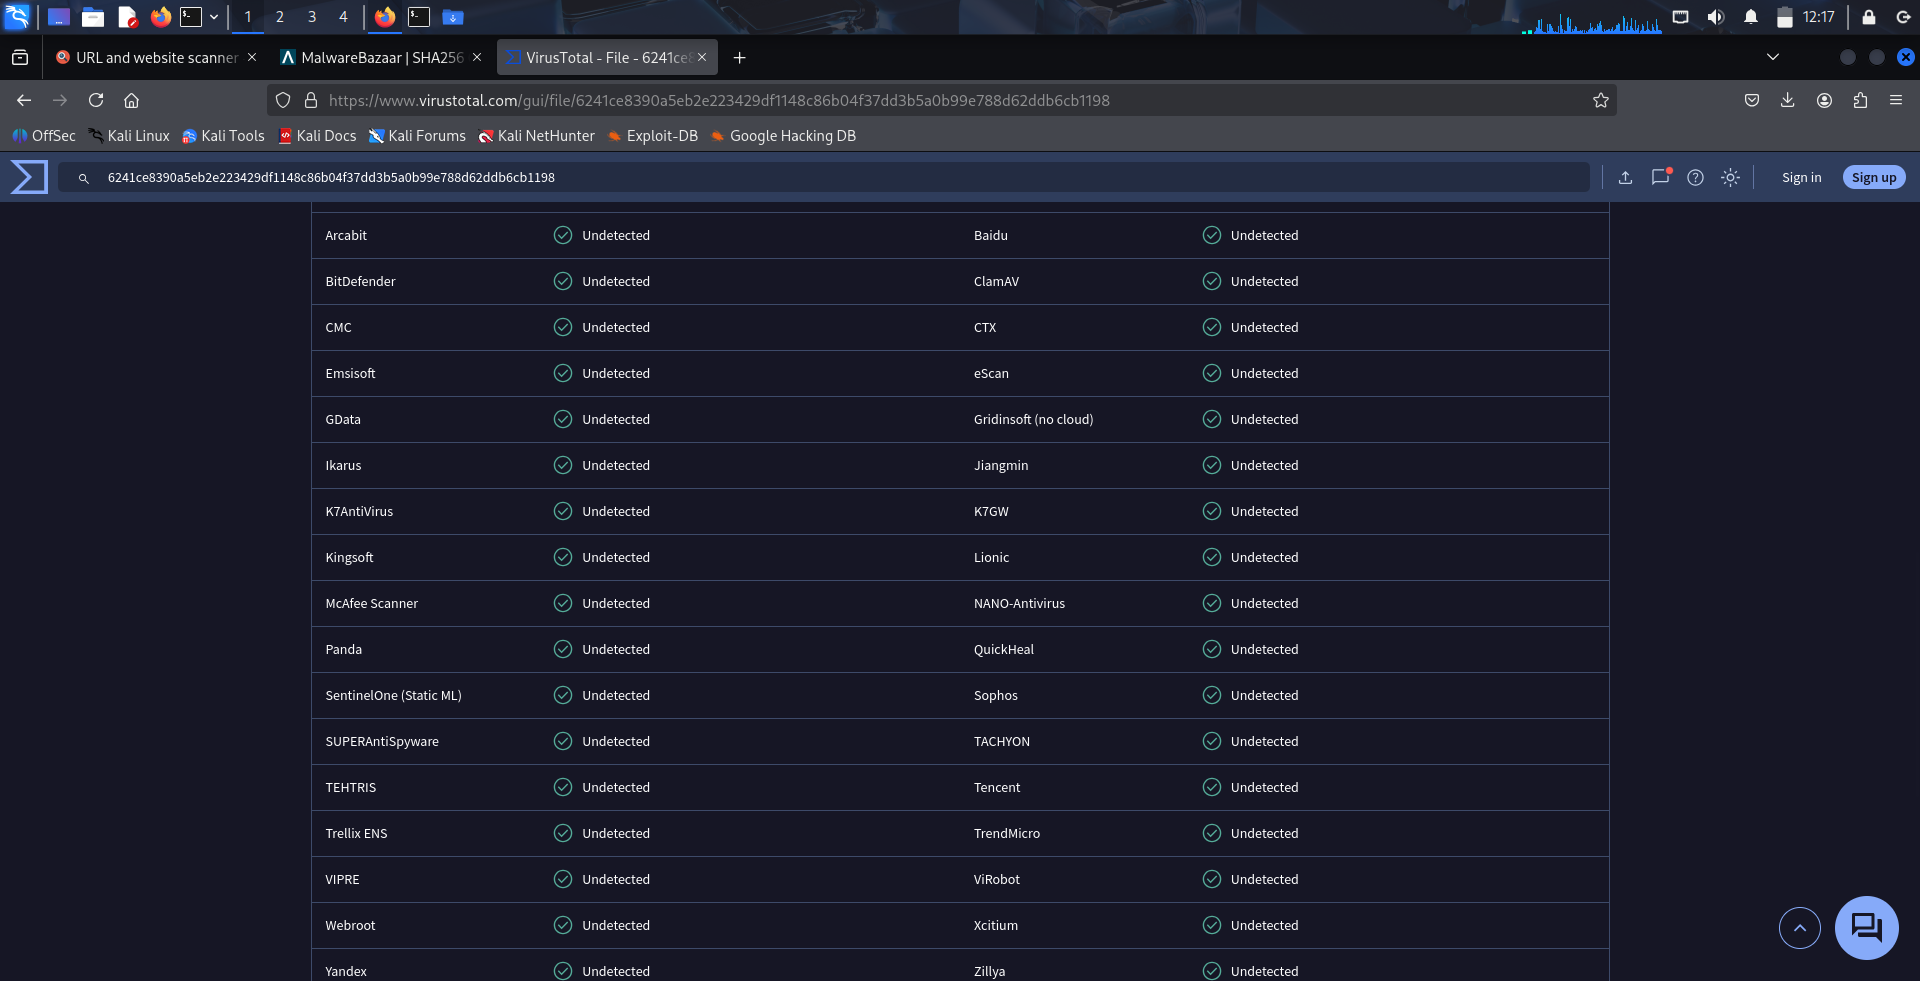 1 2 3 4 12:17
URL and website scanner MalwareBazaar | SHA256 VirusTotal - File - 6241ce8
https://www.virustotal.com/gui/file/6241ce8390a5eb2e223429df1148c86b04f37dd3b5a0b99e788d62ddb6cb1198
OffSec Kali Linux Kali Tools Kali Docs Kali Forums Kali NetHunter Exploit-DB Google Hacking DB
6241ce8390a5eb2e223429df1148c86b04f37dd3b5a0b99e788d62ddb6cb1198 Sign in Sign up
Arcabit Undetected Baidu Undetected
BitDefender Undetected ClamAV Undetected
CMC Undetected CTX Undetected
Emsisoft Undetected eScan Undetected
GData Undetected Gridinsoft (no cloud) Undetected
Ikarus Undetected Jiangmin Undetected
K7AntiVirus Undetected K7GW Undetected
Kingsoft Undetected Lionic Undetected
McAfee Scanner Undetected NANO-Antivirus Undetected
Panda Undetected QuickHeal Undetected
SentinelOne (Static ML) Undetected Sophos Undetected
SUPERAntiSpyware Undetected TACHYON Undetected
TEHTRIS Undetected Tencent Undetected
Trellix ENS Undetected TrendMicro Undetected
VIPRE Undetected ViRobot Undetected
Webroot Undetected Xcitium Undetected
Yandex Undetected Zillya Undetected